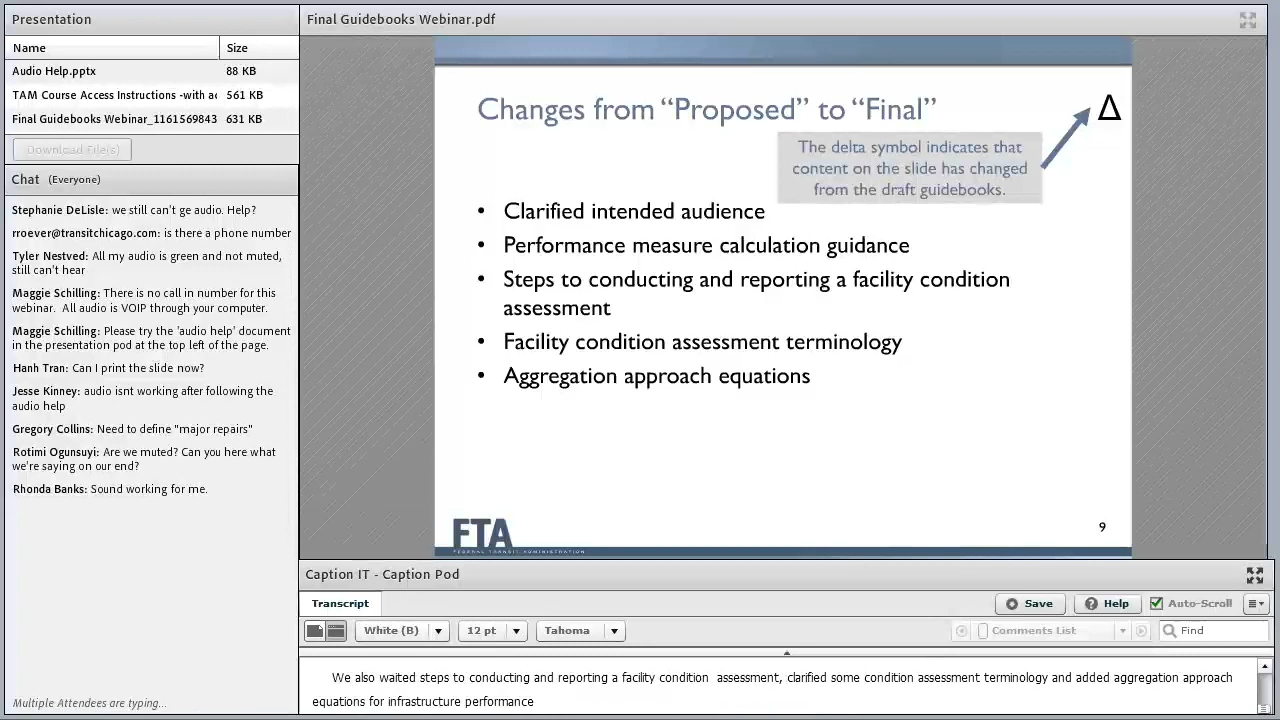 Presentation
Name Size
Audio Help.pptx 88 KB
TAM Course Access Instructions -with ac 561 KB
Final Guidebooks Webinar_1161569843 631 KB
Download File(s)
Chat (Everyone)
Stephanie DeLisle: we still can't ge audio. Help?
rroever@transitchicago.com: is there a phone number
Tyler Nestved: All my audio is green and not muted,
still can't hear
Maggie Schilling: There is no call in number for this
webinar. All audio is VOIP through your computer.
Maggie Schilling: Please try the 'audio help' document
in the presentation pod at the top left of the page.
Hanh Tran: Can I print the slide now?
Jesse Kinney: audio isnt working after following the
audio help
Gregory Collins: Need to define "major repairs"
Rotimi Ogunsuyi: Are we muted? Can you here what
we're saying on our end?
Rhonda Banks: Sound working for me.
Multiple Attendees are typing...
Final Guidebooks Webinar.pdf
Changes from “Proposed” to “Final”
Δ
The delta symbol indicates that
content on the slide has changed
from the draft guidebooks.
• Clarified intended audience
• Performance measure calculation guidance
• Steps to conducting and reporting a facility condition
assessment
• Facility condition assessment terminology
• Aggregation approach equations
FTA
FEDERAL TRANSIT ADMINISTRATION
9
Caption IT - Caption Pod
Transcript
Save Help Auto-Scroll
White (B) 12 pt Tahoma Comments List Find
We also waited steps to conducting and reporting a facility condition assessment, clarified some condition assessment terminology and added aggregation approach
equations for infrastructure performance